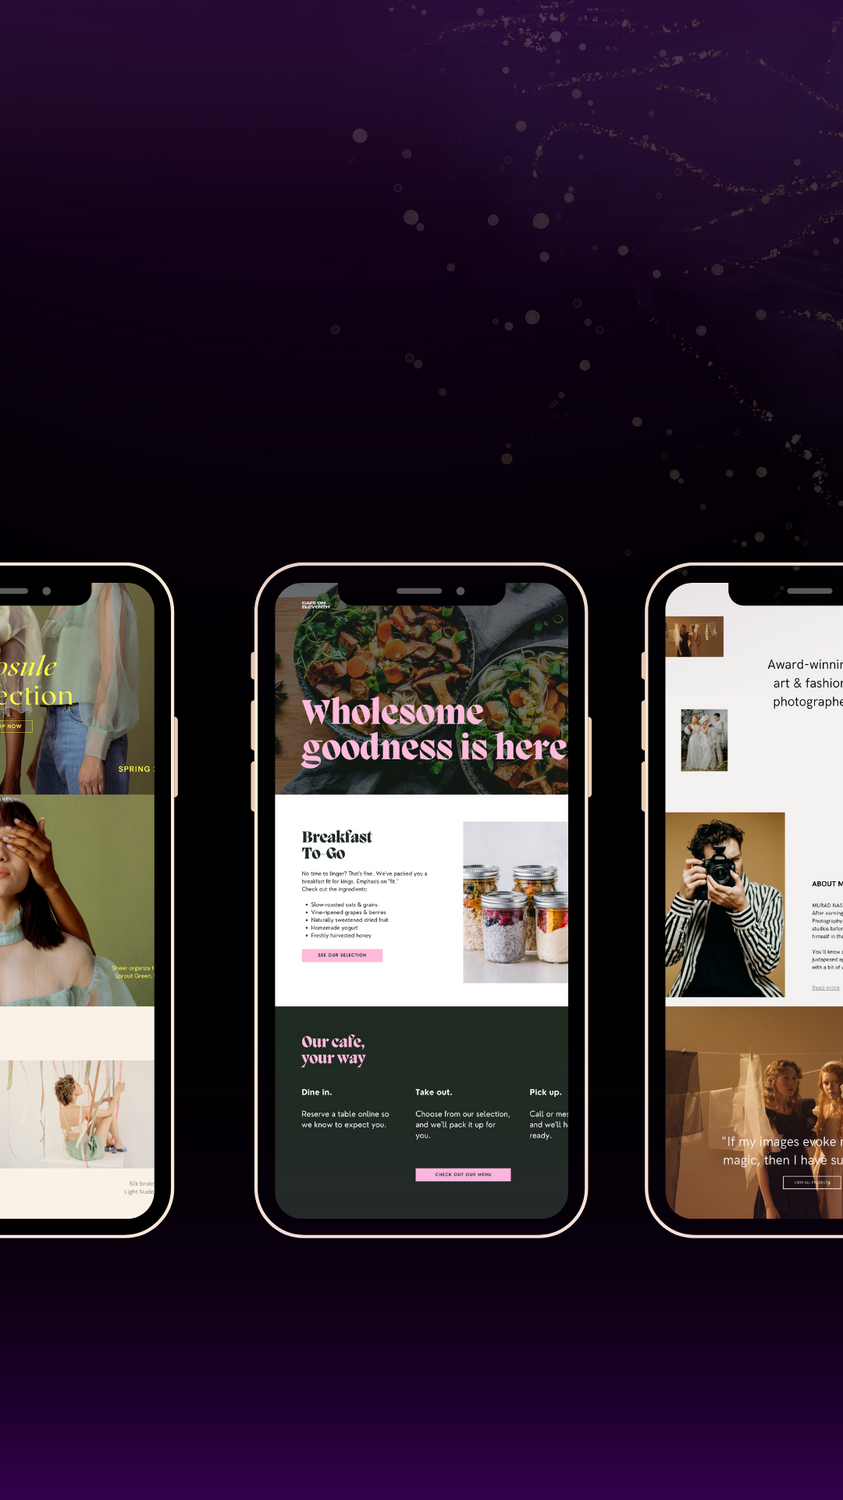 sule
ection
P NOW
SPRING
Sheer organza
Sprout Green,
Silk
Light Nude
CAFE ON
ELEVENTH
Wholesome
goodness is here
Breakfast
To-Go
No time to linger? That's fine. We've packed you a
breakfast fit for kings. Emphasis on "fit."
Check out the ingredients:
• Slow-roasted oats & grains
• Vine-ripened grapes & berries
• Naturally sweetened dried fruit
• Homemade yogurt
• Freshly harvested honey
SEE OUR SELECTION
Our cafe,
your way
Dine in.
Reserve a table online so
we know to expect you.
Take out.
Choose from our selection,
and we'll pack it up for
you.
Pick up.
Call or mes
and we'll h
ready.
CHECK OUT OUR MENU
Award-winnin
art & fashion
photographe
ABOUT M
MURAD NAS
After earning
Photography
studios befor
himself in the
You'll know a
juxtaposed ap
with a bit of w
Read more
"If my images evoke
magic, then I have su
VIEW ALL PROJECTS